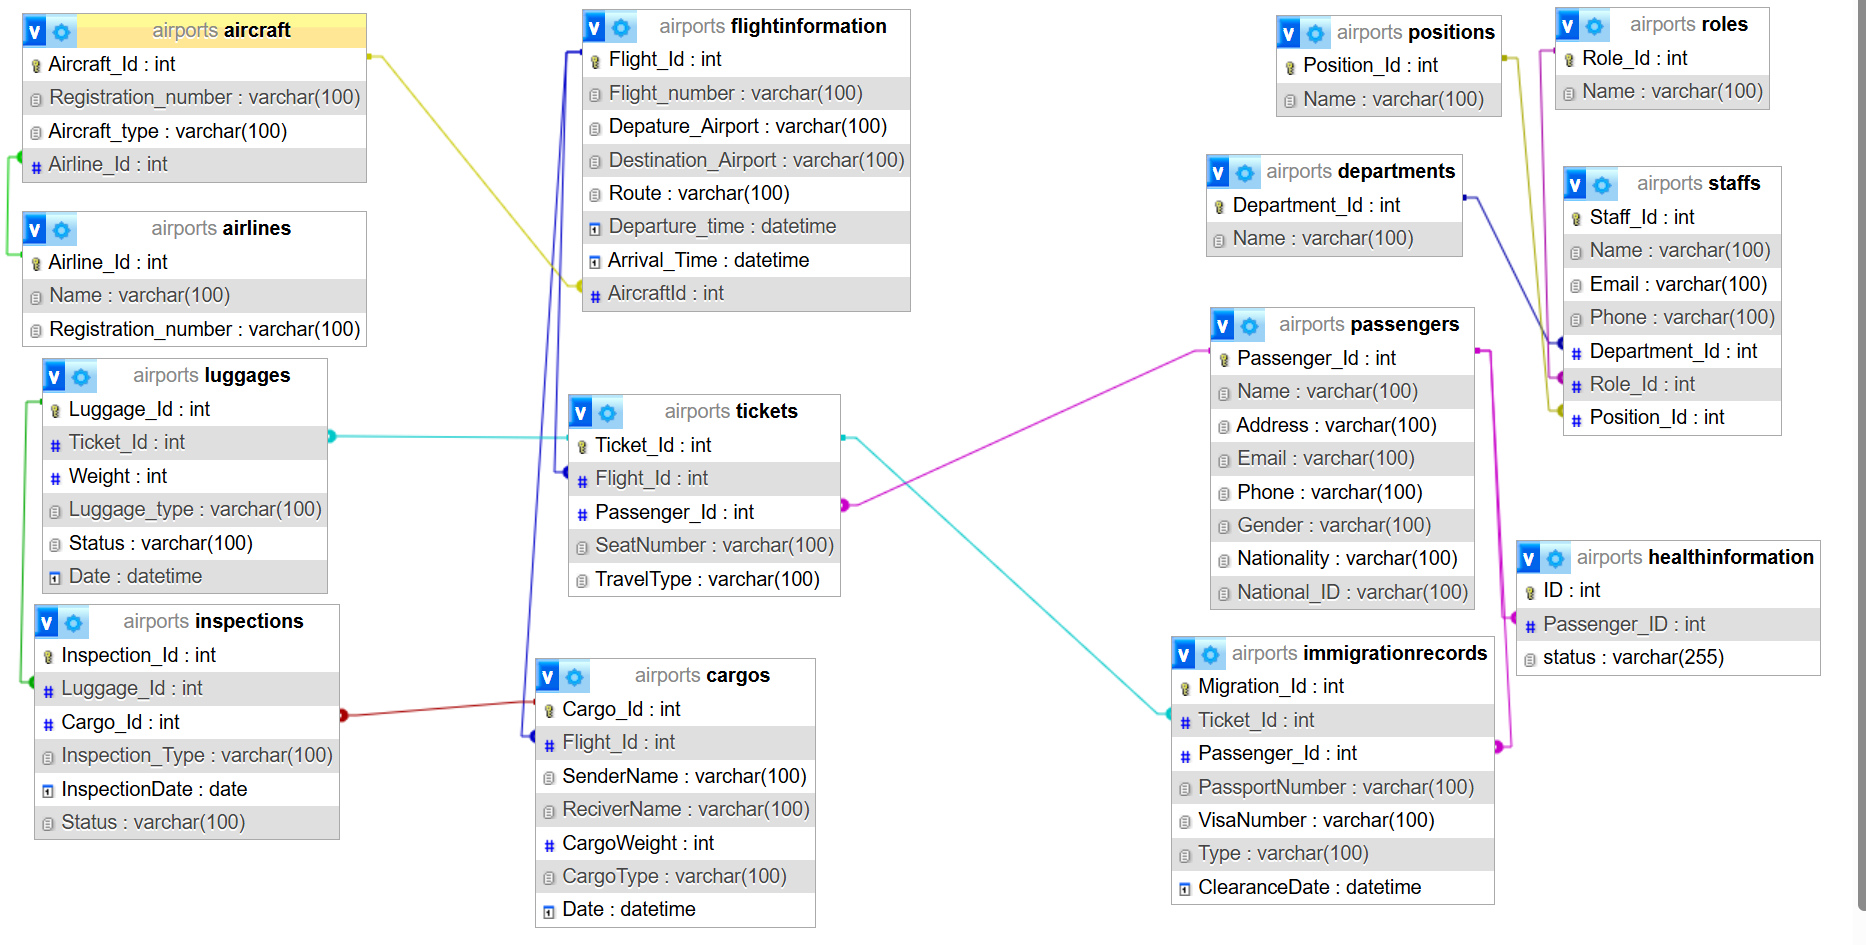 airports aircraft
Aircraft_Id : int
Registration_number : varchar(100)
Aircraft_type : varchar(100)
Airline_Id : int
airports airlines
Airline_Id : int
Name : varchar(100)
Registration_number : varchar(100)
airports luggages
Luggage_Id : int
Ticket_Id : int
Weight : int
Luggage_type : varchar(100)
Status : varchar(100)
Date : datetime
airports inspections
Inspection_Id : int
Luggage_Id : int
Cargo_Id : int
Inspection_Type : varchar(100)
InspectionDate : date
Status : varchar(100)
airports flightinformation
Flight_Id : int
Flight_number : varchar(100)
Depature_Airport : varchar(100)
Destination_Airport : varchar(100)
Route : varchar(100)
Departure_time : datetime
Arrival_Time : datetime
AircraftId : int
airports tickets
Ticket_Id : int
Flight_Id : int
Passenger_Id : int
SeatNumber : varchar(100)
TravelType : varchar(100)
airports cargos
Cargo_Id : int
Flight_Id : int
SenderName : varchar(100)
ReciverName : varchar(100)
CargoWeight : int
CargoType : varchar(100)
Date : datetime
airports positions
Position_Id : int
Name : varchar(100)
airports roles
Role_Id : int
Name : varchar(100)
airports departments
Department_Id : int
Name : varchar(100)
airports staffs
Staff_Id : int
Name : varchar(100)
Email : varchar(100)
Phone : varchar(100)
Department_Id : int
Role_Id : int
Position_Id : int
airports passengers
Passenger_Id : int
Name : varchar(100)
Address : varchar(100)
Email : varchar(100)
Phone : varchar(100)
Gender : varchar(100)
Nationality : varchar(100)
National_ID : varchar(100)
airports healthinformation
ID : int
Passenger_ID : int
status : varchar(255)
airports immigrationrecords
Migration_Id : int
Ticket_Id : int
Passenger_Id : int
PassportNumber : varchar(100)
VisaNumber : varchar(100)
Type : varchar(100)
ClearanceDate : datetime